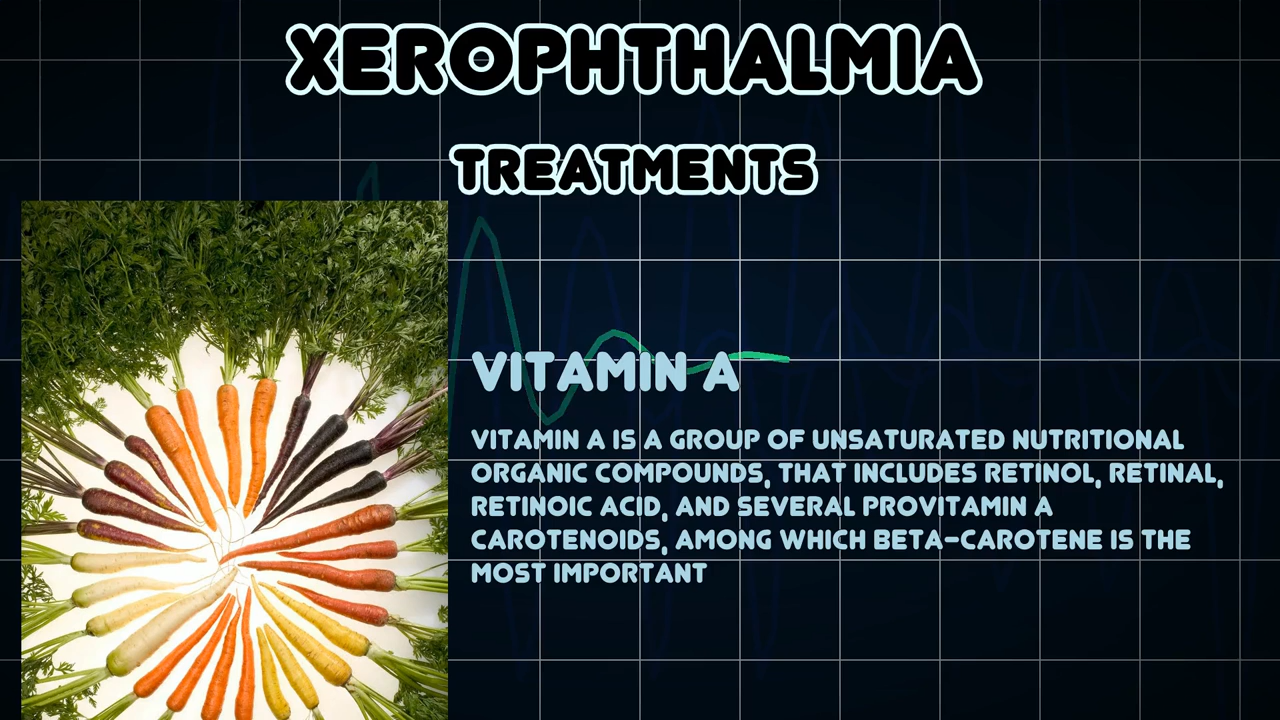 XEROPHTHALMIA
TREATMENTS
VITAMIN A
VITAMIN A IS A GROUP OF UNSATURATED NUTRITIONAL
ORGANIC COMPOUNDS, THAT INCLUDES RETINOL, RETINAL,
RETINOIC ACID, AND SEVERAL PROVITAMIN A
CAROTENOIDS, AMONG WHICH BETA-CAROTENE IS THE
MOST IMPORTANT